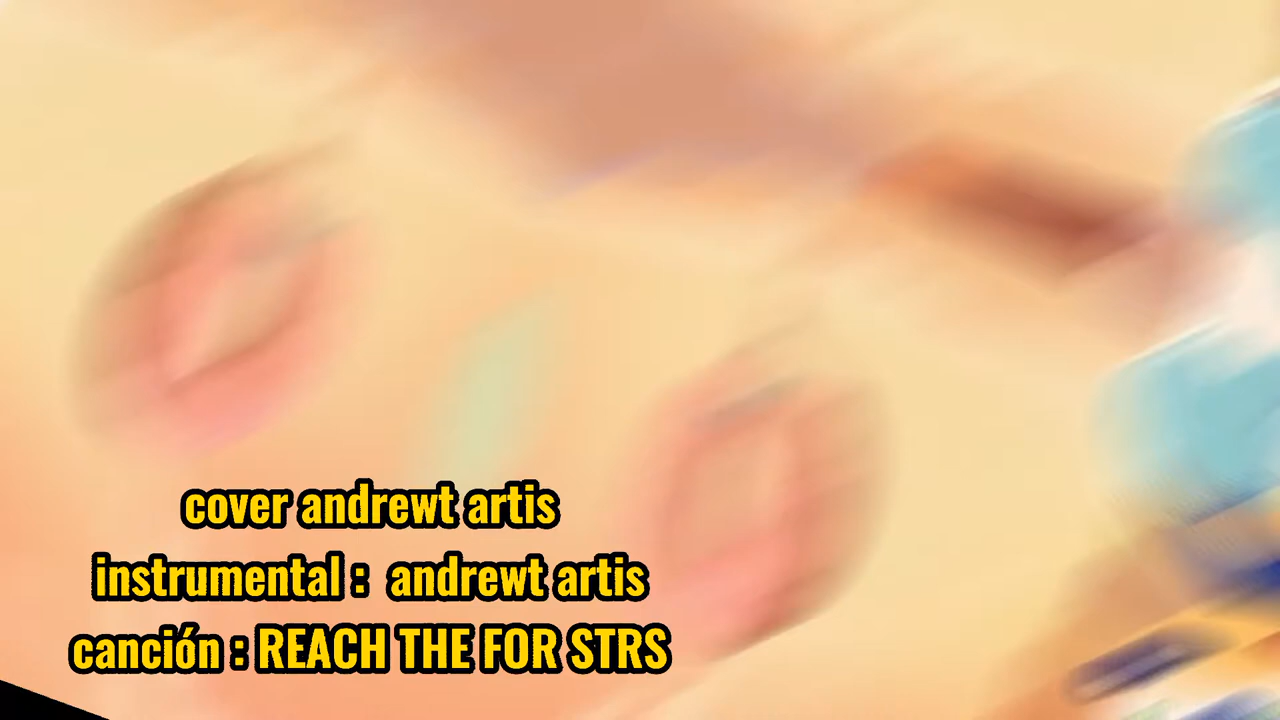 cover andrewt artis
instrumental :  andrewt artis
canción : REACH THE FOR STRS